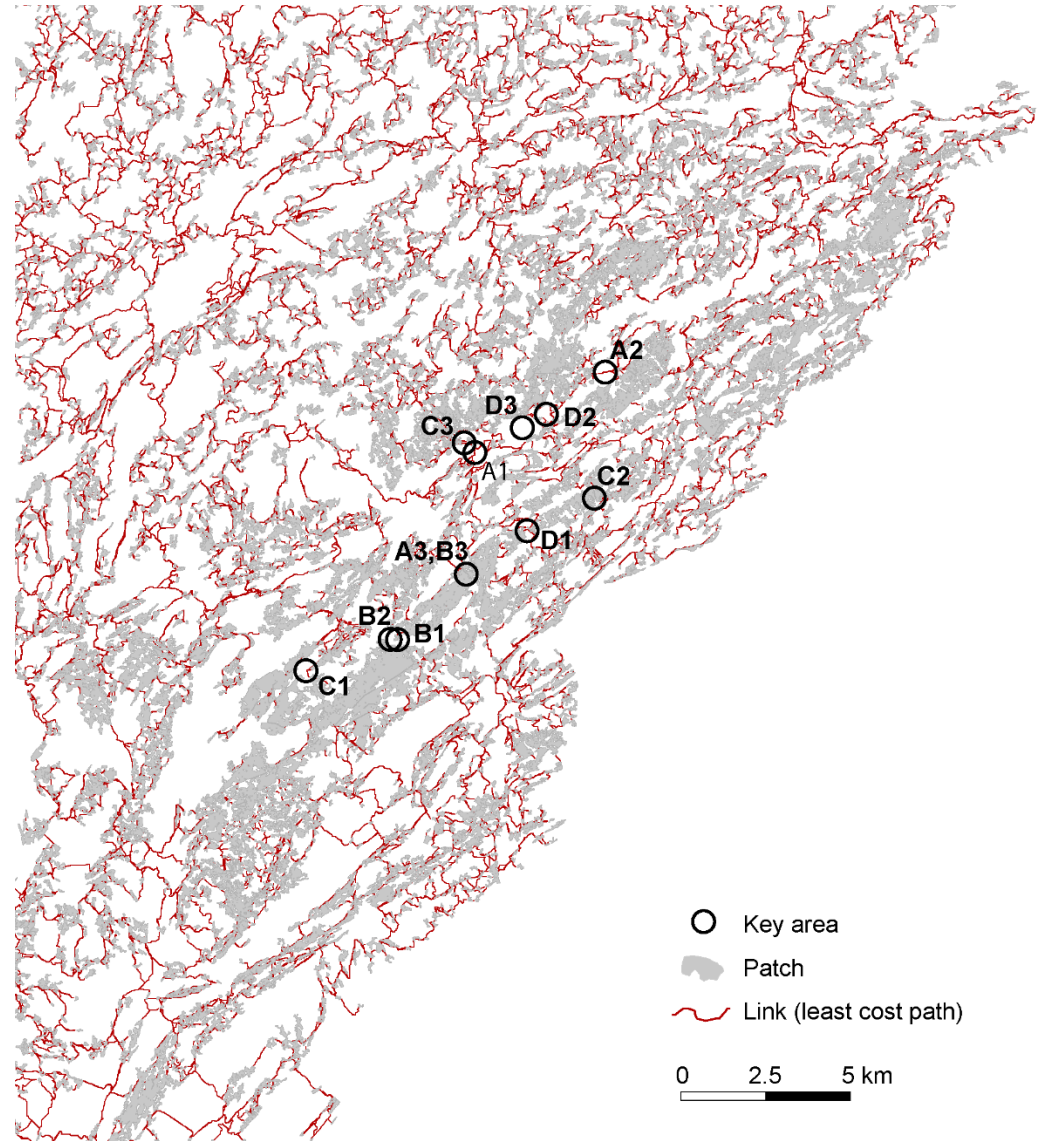 A2
D3
D2
C3
A1
C2
D1
A3,B3
B2
B1
C1
Key area
Patch
Link (least cost path)
0 2.5 5 km